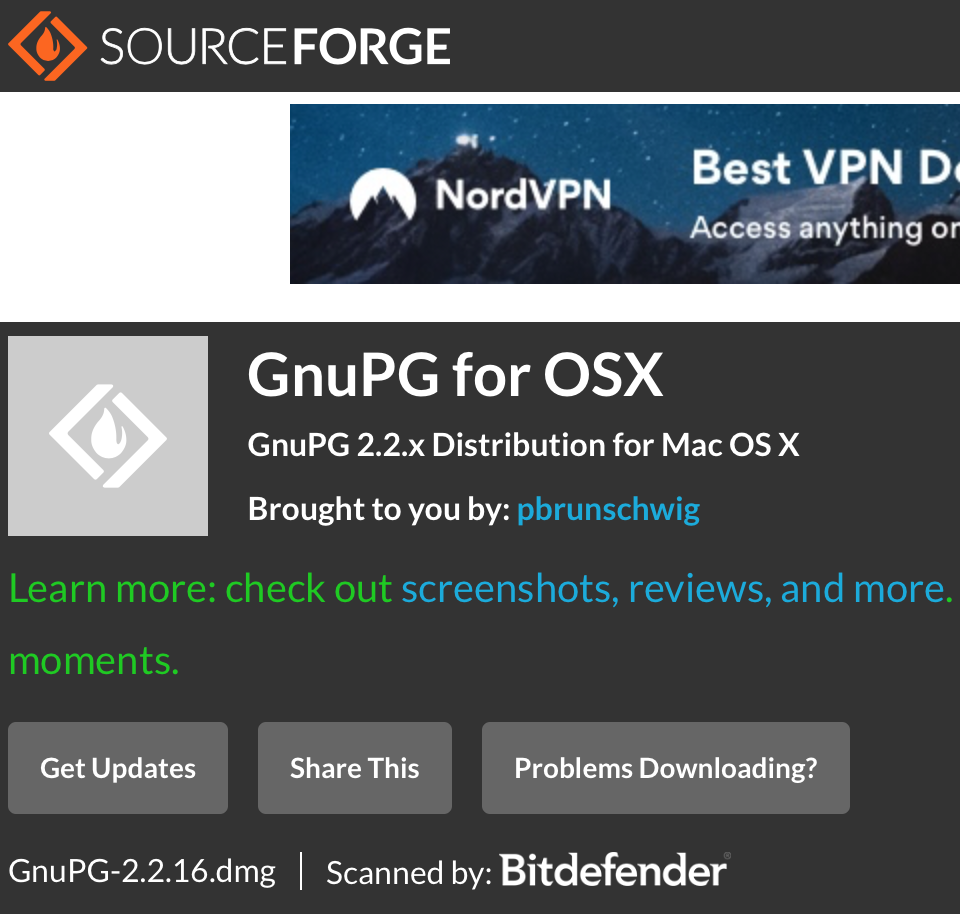 SOURCEFORGE
NordVPN
Best VPN
Access anything
GnuPG for OSX
GnuPG 2.2.x Distribution for Mac OS X
Brought to you by: pbrunschwig
Learn more: check out screenshots, reviews, and more.
moments.
Get Updates
Share This
Problems Downloading?
GnuPG-2.2.16.dmg | Scanned by: Bitdefender®